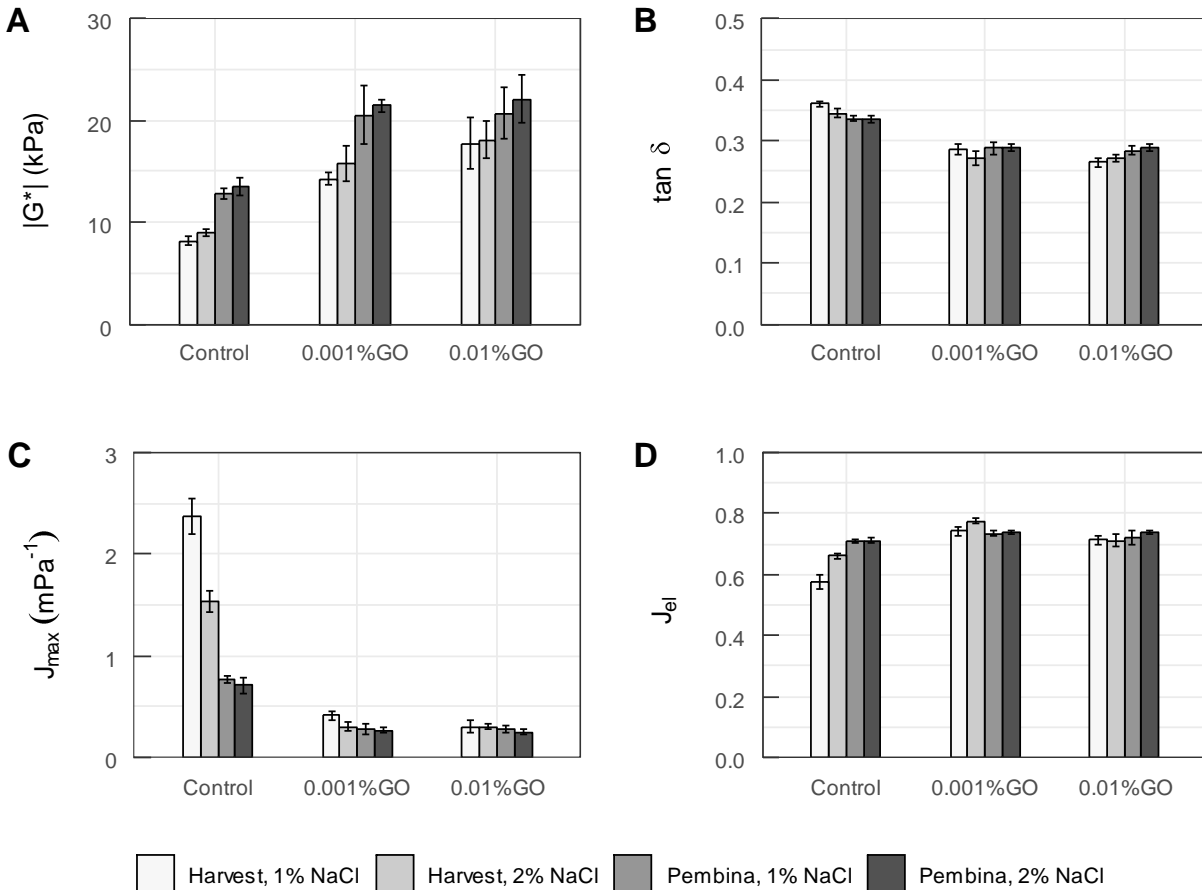 A
|G*| (kPa)
30
20
10
0
Control 0.001%GO 0.01%GO
B
tan δ
0.5
0.4
0.3
0.2
0.1
0.0
Control 0.001%GO 0.01%GO
C
Jmax (mPa-1)
3
2
1
0
Control 0.001%GO 0.01%GO
D
Jel
1.0
0.8
0.6
0.4
0.2
0.0
Control 0.001%GO 0.01%GO
Harvest, 1% NaCl Harvest, 2% NaCl Pembina, 1% NaCl Pembina, 2% NaCl